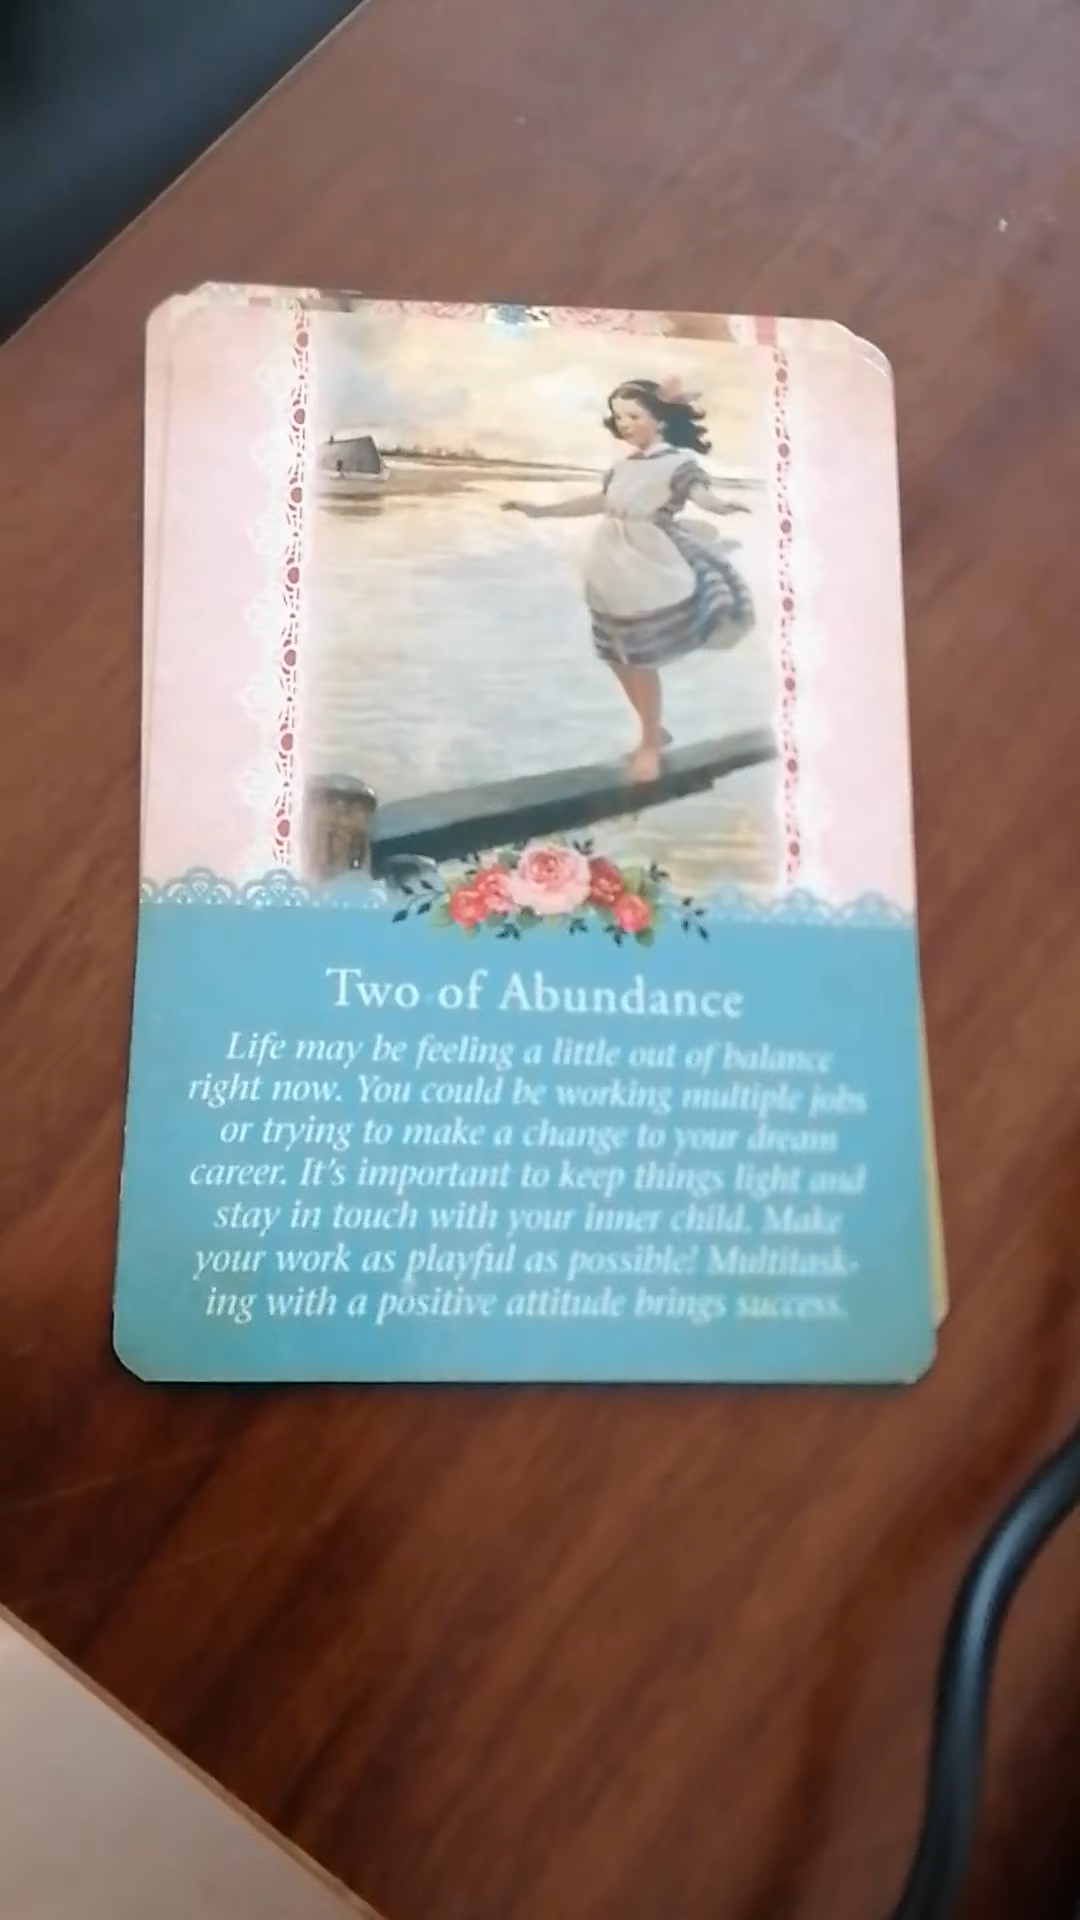 Two of Abundance
Life may be feeling a little out of balance
right now. You could be working multiple jobs
or trying to make a change to your dream
career. It's important to keep things light and
stay in touch with your inner child. Make
your work as playful as possible! Multitask-
ing with a positive attitude brings success.